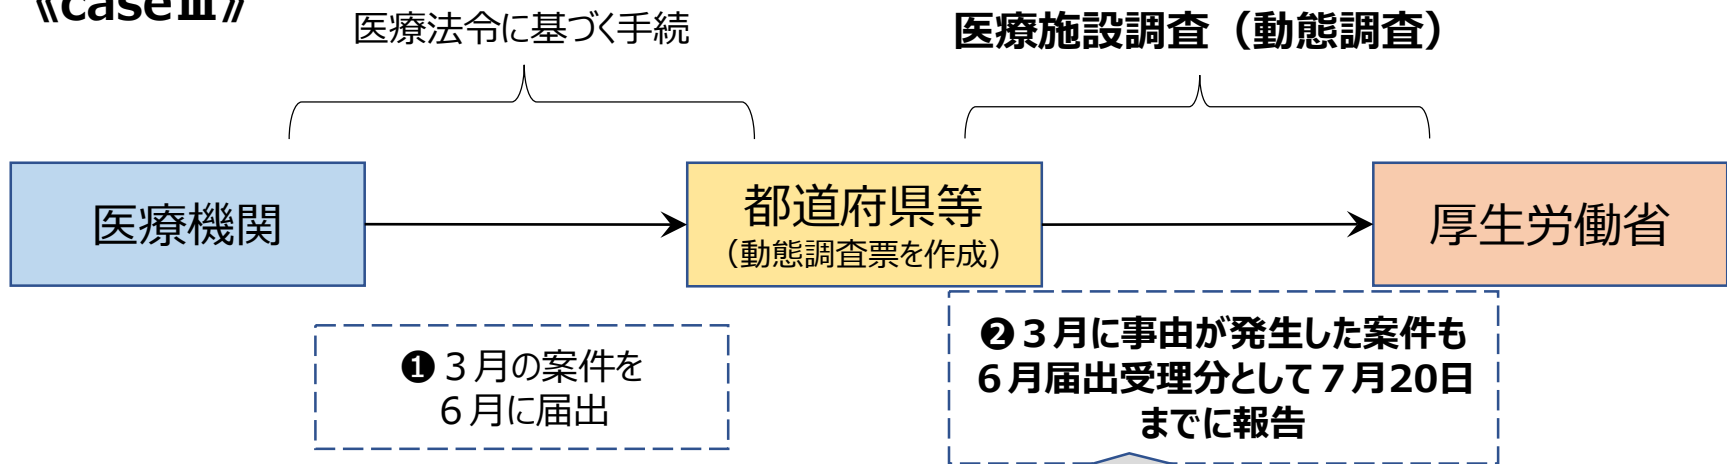 《caseⅢ》
医療法令に基づく手続
医療施設調査（動態調査）
医療機関
都道府県等
（動態調査票を作成）
厚生労働省
❶３月の案件を
６月に届出
❷３月に事由が発生した案件も
６月届出受理分として７月20日
までに報告